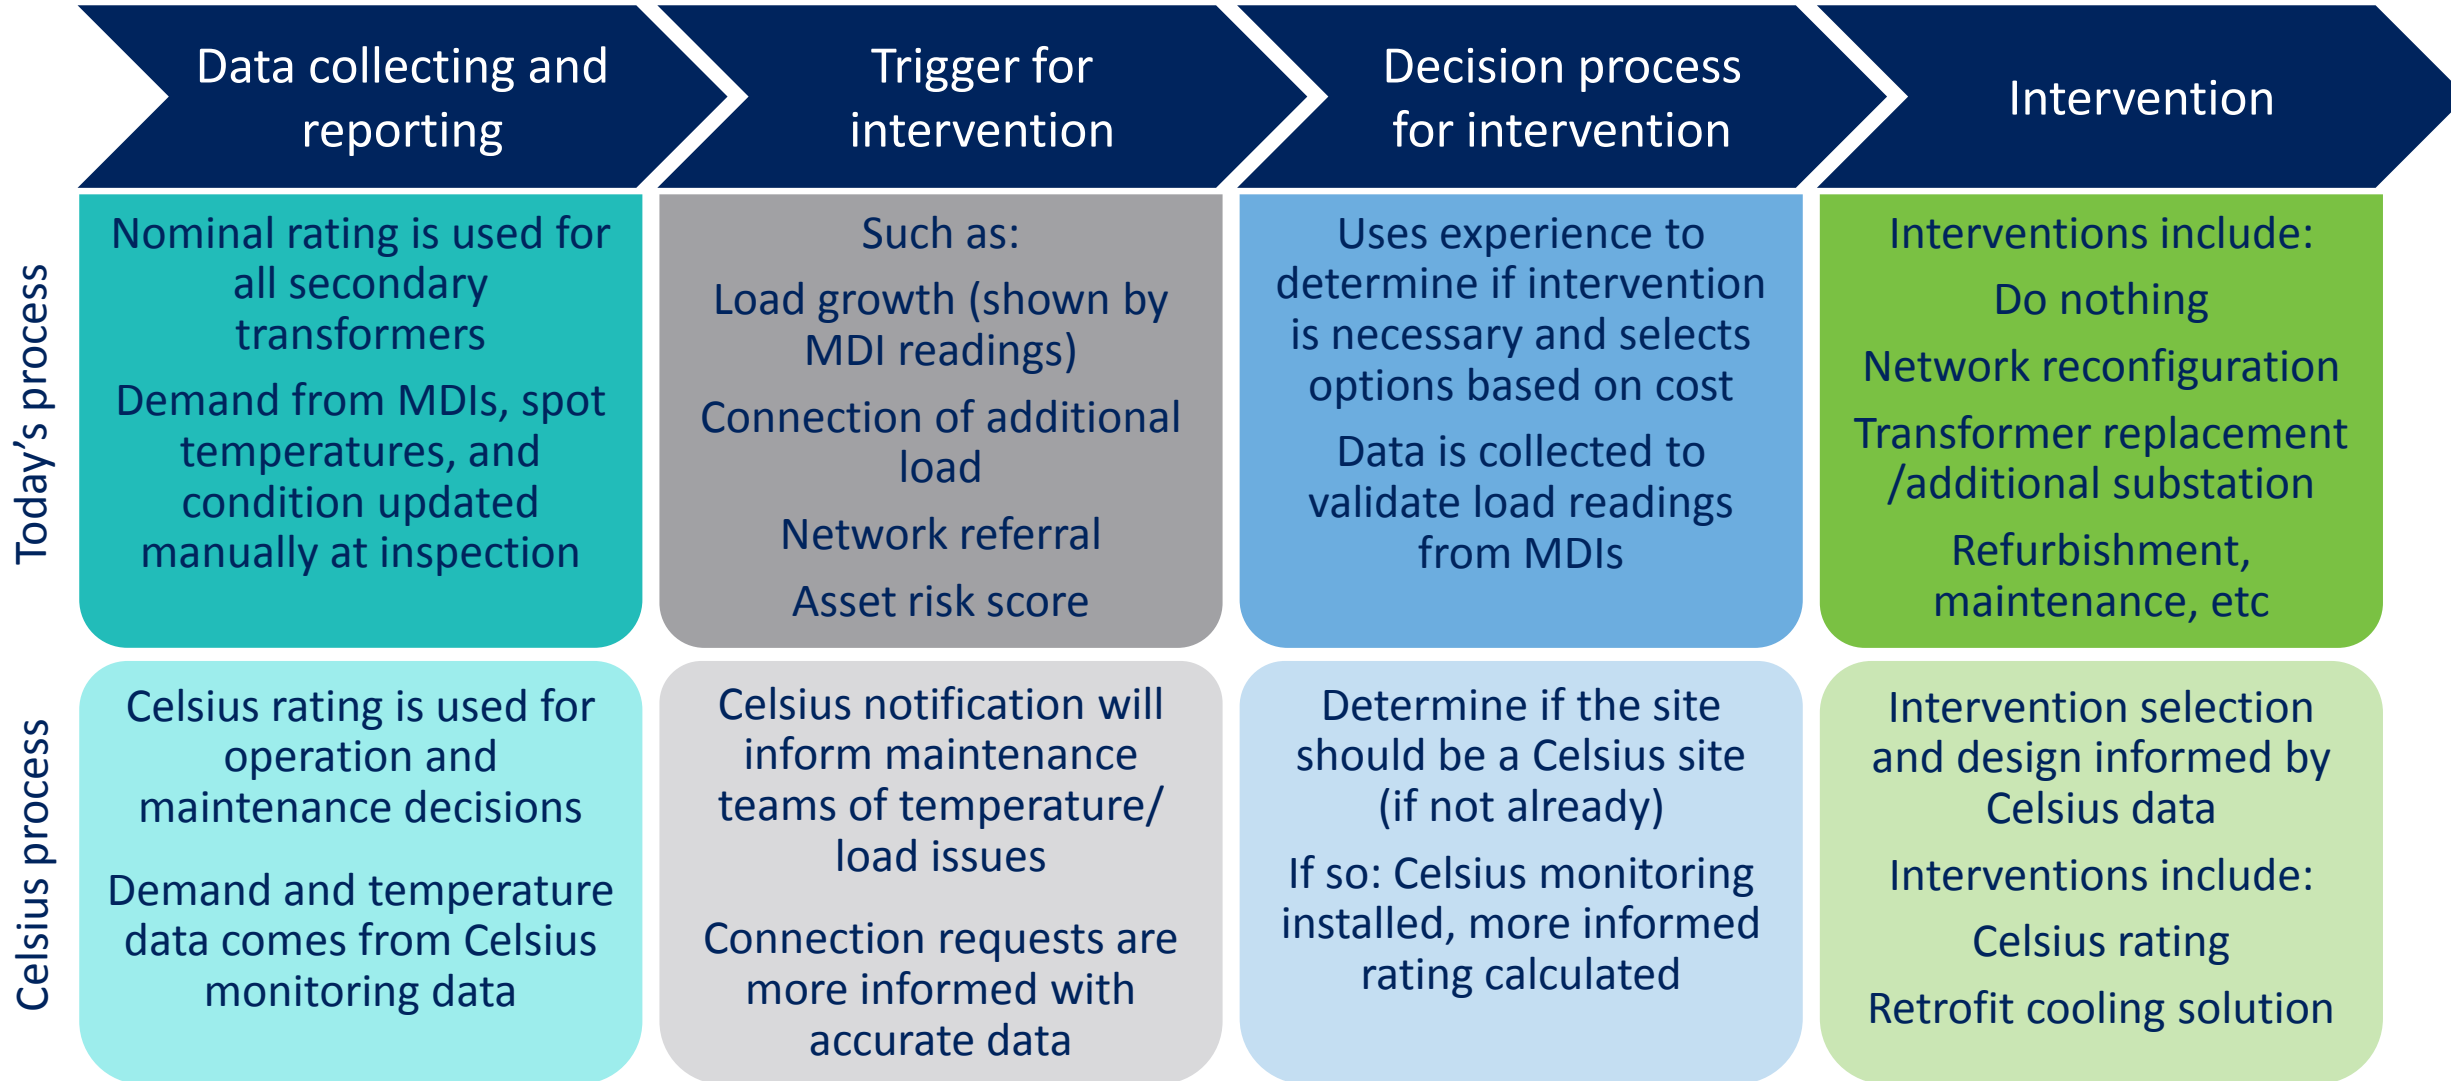 Data collecting and
reporting
Trigger for
intervention
Decision process
for intervention
Intervention
Today’s process
Nominal rating is used for
all secondary
transformers
Demand from MDIs, spot
temperatures, and
condition updated
manually at inspection
Such as:
Load growth (shown by
MDI readings)
Connection of additional
load
Network referral
Asset risk score
Uses experience to
determine if intervention
is necessary and selects
options based on cost
Data is collected to
validate load readings
from MDIs
Interventions include:
Do nothing
Network reconfiguration
Transformer replacement
/additional substation
Refurbishment,
maintenance, etc
Celsius process
Celsius rating is used for
operation and
maintenance decisions
Demand and temperature
data comes from Celsius
monitoring data
Celsius notification will
inform maintenance
teams of temperature/
load issues
Connection requests are
more informed with
accurate data
Determine if the site
should be a Celsius site
(if not already)
If so: Celsius monitoring
installed, more informed
rating calculated
Intervention selection
and design informed by
Celsius data
Interventions include:
Celsius rating
Retrofit cooling solution